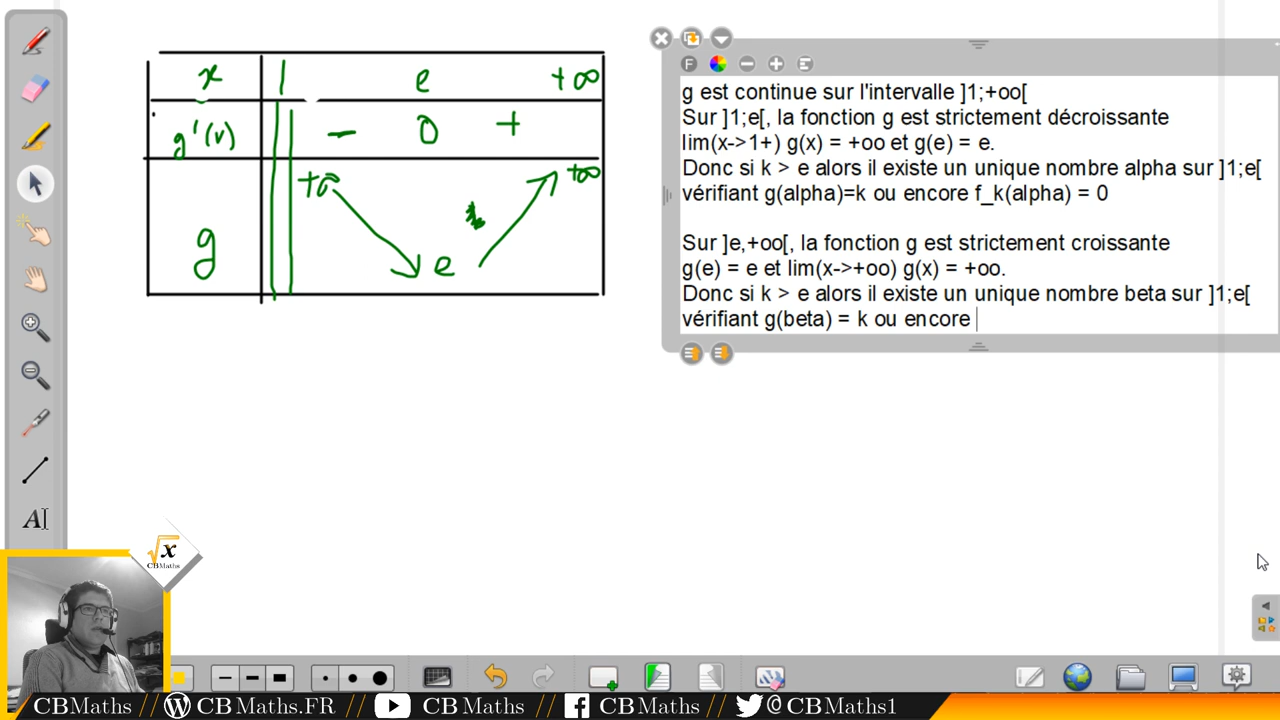 x 1 e +∞
g'(x) - 0 +
+∞ +∞
g e
g est continue sur l'intervalle ]1;+oo[
Sur ]1;e[, la fonction g est strictement décroissante
lim(x->1+) g(x) = +oo et g(e) = e.
Donc si k > e alors il existe un unique nombre alpha sur ]1;e[
vérifiant g(alpha)=k ou encore f_k(alpha) = 0
Sur ]e,+oo[, la fonction g est strictement croissante
g(e) = e et lim(x->+oo) g(x) = +oo.
Donc si k > e alors il existe un unique nombre beta sur ]1;e[
vérifiant g(beta) = k ou encore
F
AI
√x
CBMaths
CBMaths // CBMaths.FR // CBMaths // CBMaths // @CBMaths1